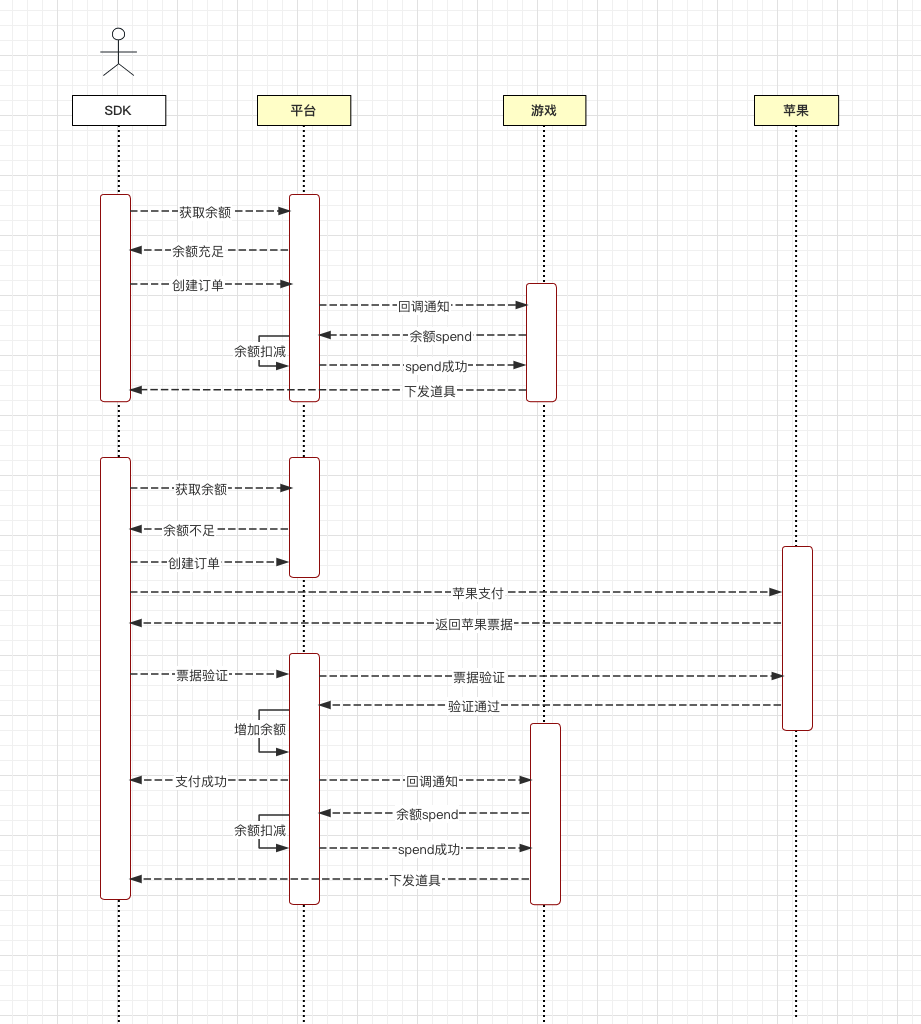 SDK
平台
游戏
苹果
获取余额
余额充足
创建订单
回调通知
余额spend
余额扣减
spend成功
下发道具
获取余额
余额不足
创建订单
苹果支付
返回苹果票据
票据验证
票据验证
验证通过
增加余额
支付成功
回调通知
余额spend
余额扣减
spend成功
下发道具